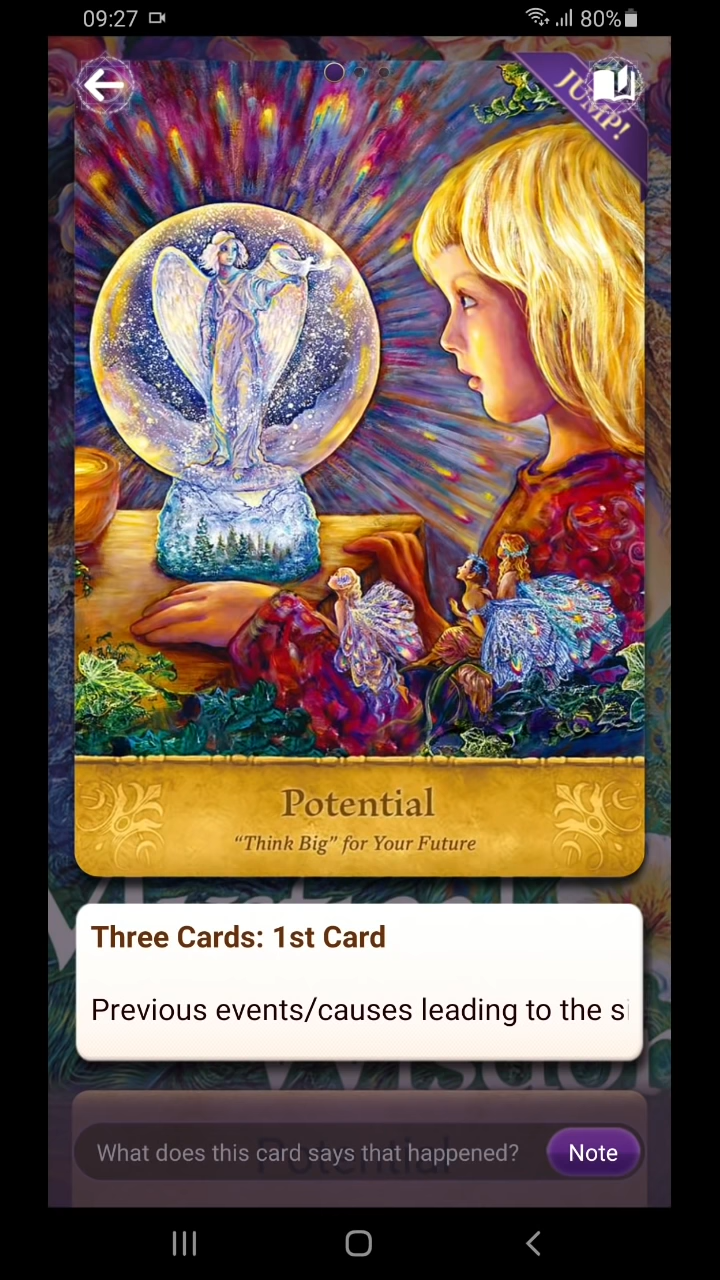 09:27
80%
JUMP!
Potential
“Think Big” for Your Future
Three Cards: 1st Card
Previous events/causes leading to the si
What does this card says that happened?
Note
Potential